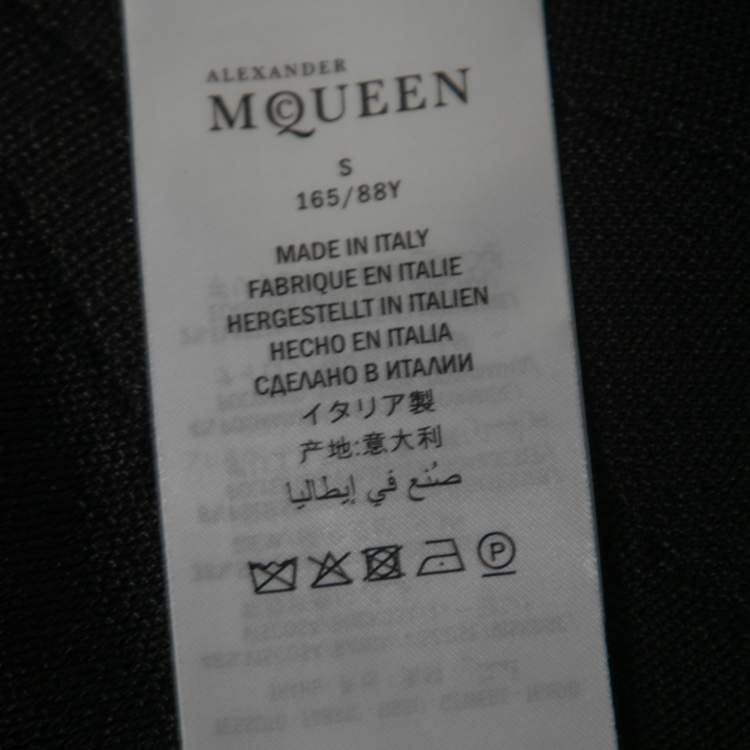 ALEXANDER
McQUEEN
S
165/88Y
MADE IN ITALY
FABRIQUE EN ITALIE
HERGESTELLT IN ITALIEN
HECHO EN ITALIA
СДЕЛАНО В ИТАЛИИ
イタリア製
产地:意大利
صُنع في إيطاليا
P